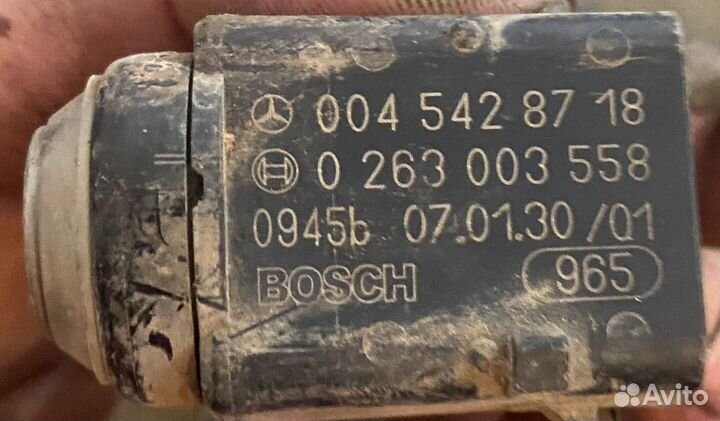 004 542 87 18
0 263 003 558
0945b 07.01.30 /01
BOSCH 965
Avito